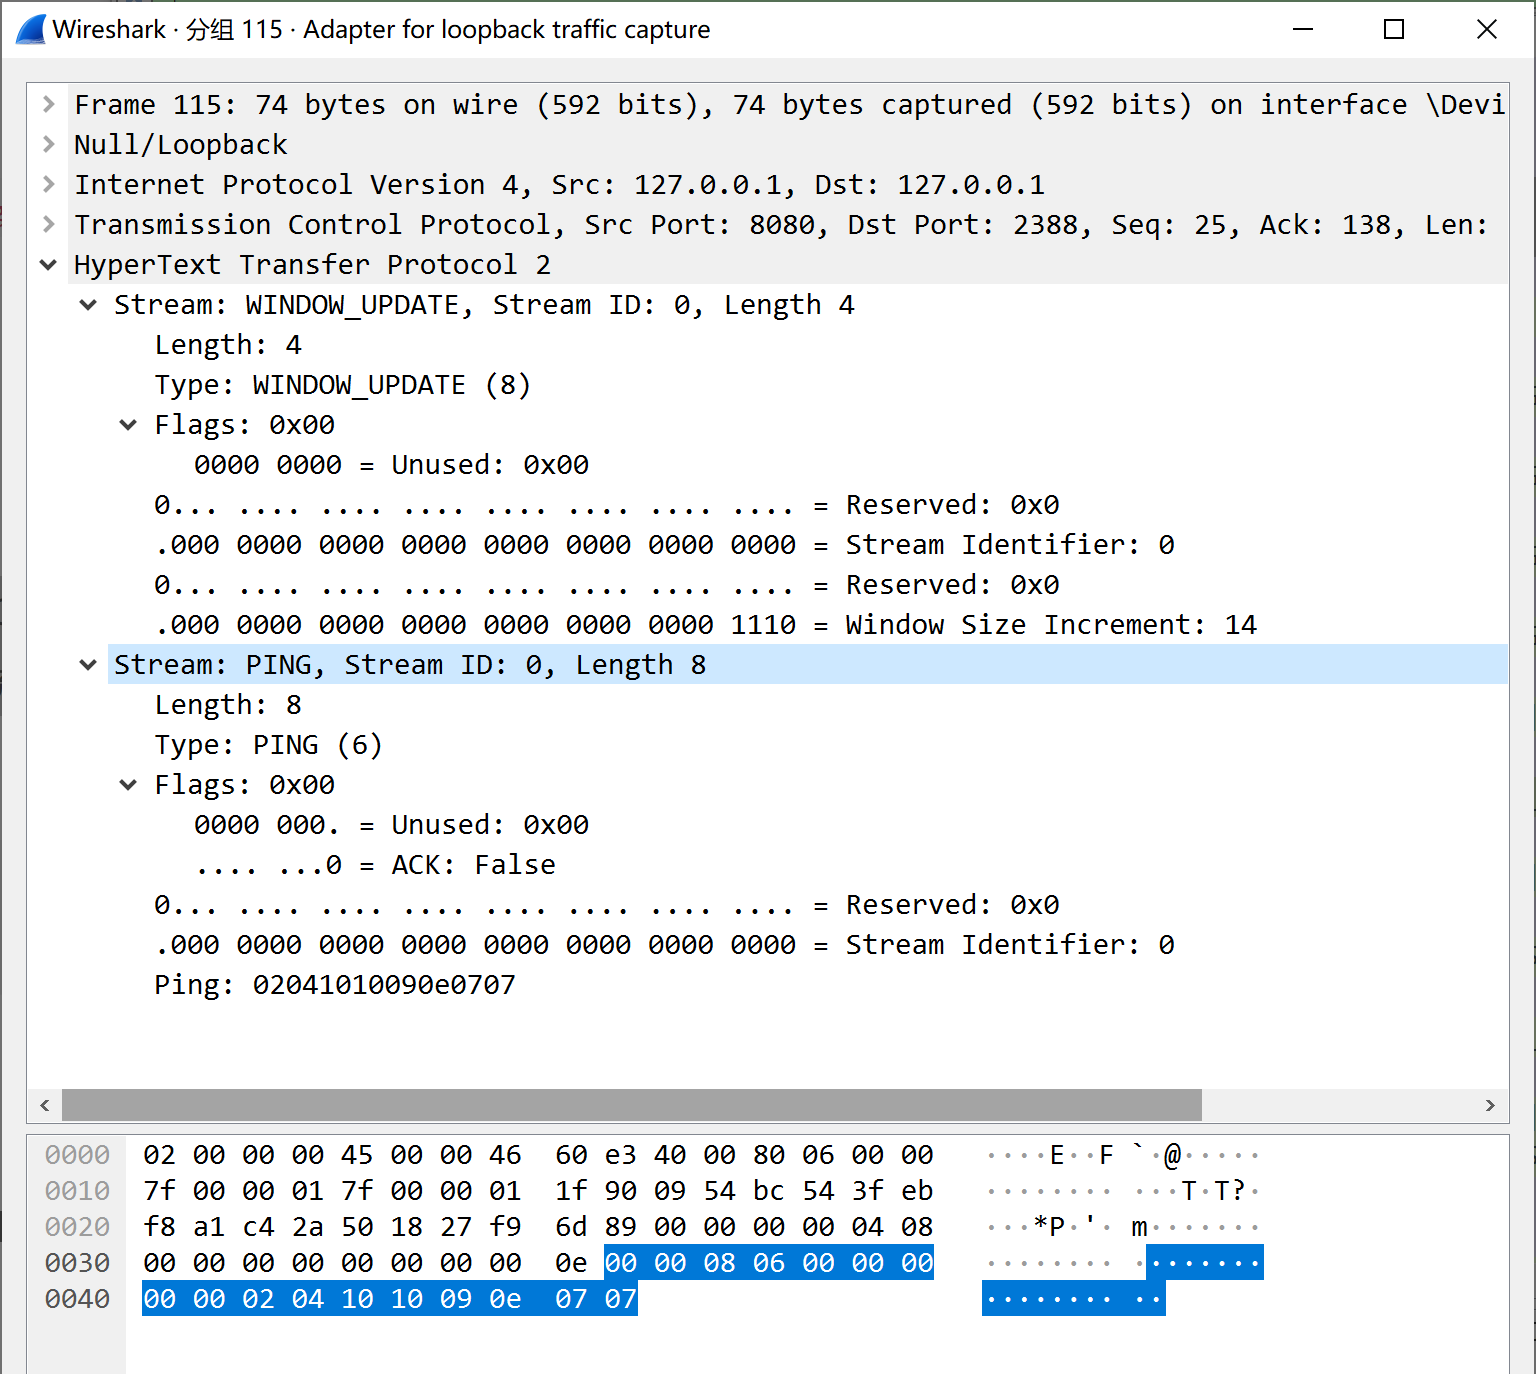 Wireshark · 分组 115 · Adapter for loopback traffic capture
Frame 115: 74 bytes on wire (592 bits), 74 bytes captured (592 bits) on interface \Devi
Null/Loopback
Internet Protocol Version 4, Src: 127.0.0.1, Dst: 127.0.0.1
Transmission Control Protocol, Src Port: 8080, Dst Port: 2388, Seq: 25, Ack: 138, Len:
HyperText Transfer Protocol 2
Stream: WINDOW_UPDATE, Stream ID: 0, Length 4
Length: 4
Type: WINDOW_UPDATE (8)
Flags: 0x00
0000 0000 = Unused: 0x00
0... .... .... .... .... .... .... .... = Reserved: 0x0
.000 0000 0000 0000 0000 0000 0000 0000 = Stream Identifier: 0
0... .... .... .... .... .... .... .... = Reserved: 0x0
.000 0000 0000 0000 0000 0000 0000 1110 = Window Size Increment: 14
Stream: PING, Stream ID: 0, Length 8
Length: 8
Type: PING (6)
Flags: 0x00
0000 000. = Unused: 0x00
.... ...0 = ACK: False
0... .... .... .... .... .... .... .... = Reserved: 0x0
.000 0000 0000 0000 0000 0000 0000 0000 = Stream Identifier: 0
Ping: 02041010090e0707
0000 02 00 00 00 45 00 00 46 60 e3 40 00 80 06 00 00 ····E··F `·@·····
0010 7f 00 00 01 7f 00 00 01 1f 90 09 54 bc 54 3f eb ········ ···T·T?·
0020 f8 a1 c4 2a 50 18 27 f9 6d 89 00 00 00 00 04 08 ···*P·'· m·······
0030 00 00 00 00 00 00 00 00 0e 00 00 08 06 00 00 00 ········ ········
0040 00 00 02 04 10 10 09 0e 07 07 ········ ··